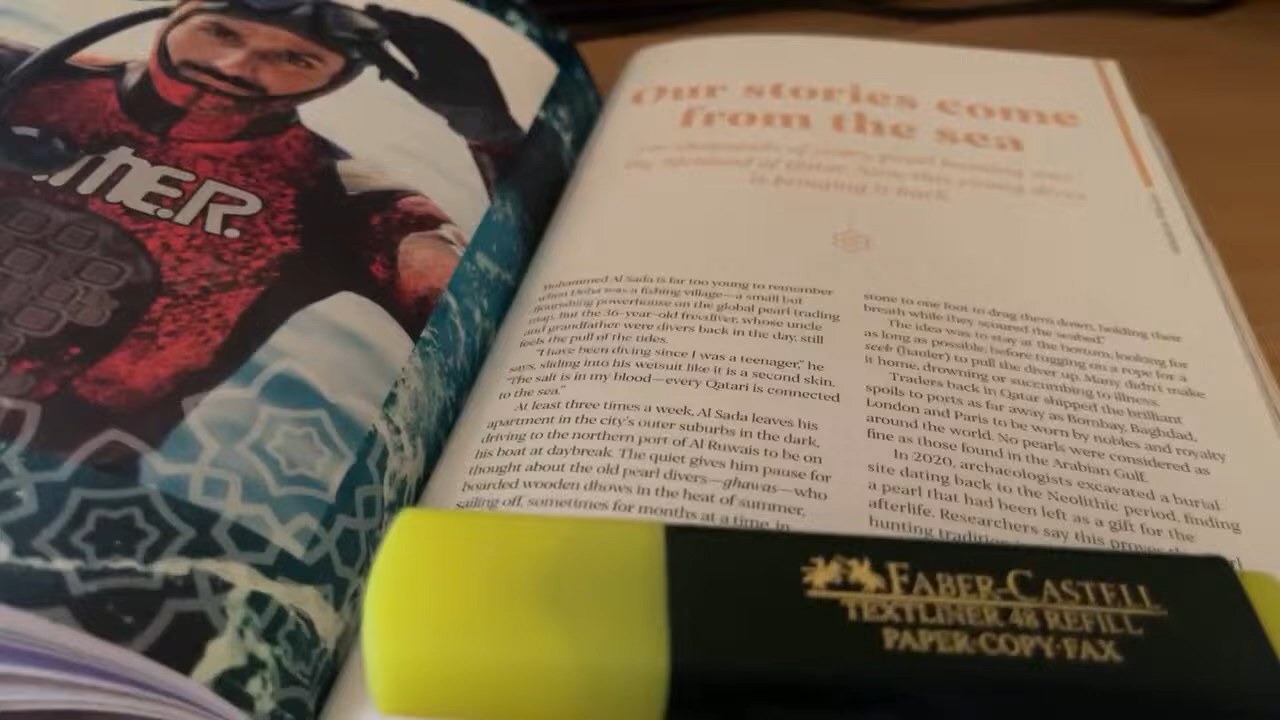 OMER.
Our stories come
from the sea
is bringing it back
Mohammed Al Sada is far too young to remember
when Doha was a fishing village—a small but
flourishing powerhouse on the global pearl trading
map. But the 36-year-old freediver, whose uncle
and grandfather were divers back in the day, still
feels the pull of the tides.
"I have been diving since I was a teenager," he
says, sliding into his wetsuit like it is a second skin.
"The salt is in my blood—every Qatari is connected
to the sea."
At least three times a week, Al Sada leaves his
apartment in the city's outer suburbs in the dark,
driving to the northern port of Al Ruwais to be on
his boat at daybreak. The quiet gives him pause for
thought about the old pearl divers—ghawas—who
boarded wooden dhows in the heat of summer,
sailing off, sometimes for months at a time, in
stone to one foot to drag them down, holding their
breath while they scoured the seabed."
The idea was to stay at the bottom, looking for
as long as possible, before tugging on a rope for a
seeb (hauler) to pull the diver up. Many didn't make
it home, drowning or succumbing to illness.
Traders back in Qatar shipped the brilliant
spoils to ports as far away as Bombay, Baghdad,
London and Paris to be worn by nobles and royalty
around the world. No pearls were considered as
fine as those found in the Arabian Gulf.
In 2020, archaeologists excavated a burial
site dating back to the Neolithic period, finding
a pearl that had been left as a gift for the
afterlife. Researchers say this proves
hunting
FABER-CASTELL
TEXTLINER 48 REFILL
PAPER·COPY·FAX